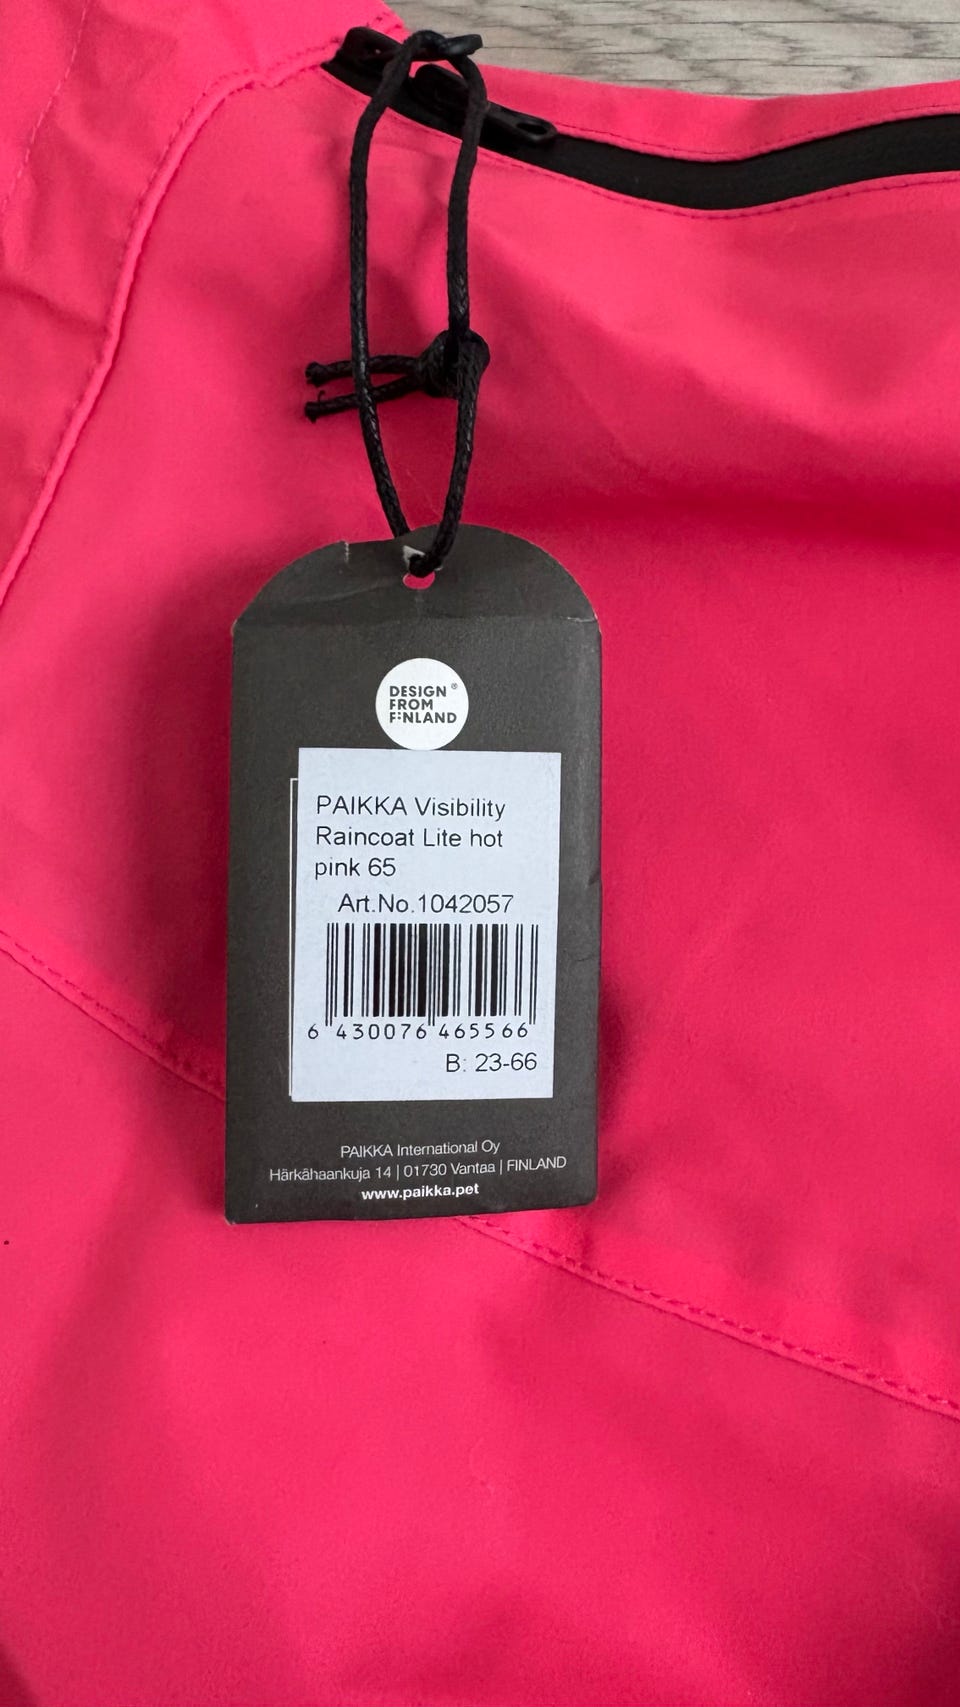 DESIGN ®
FROM
FINLAND
PAIKKA Visibility
Raincoat Lite hot
pink 65
Art.No.1042057
6 430076 465566
B: 23-66
PAIKKA International Oy
Härkähaankuja 14 | 01730 Vantaa | FINLAND
www.paikka.pet